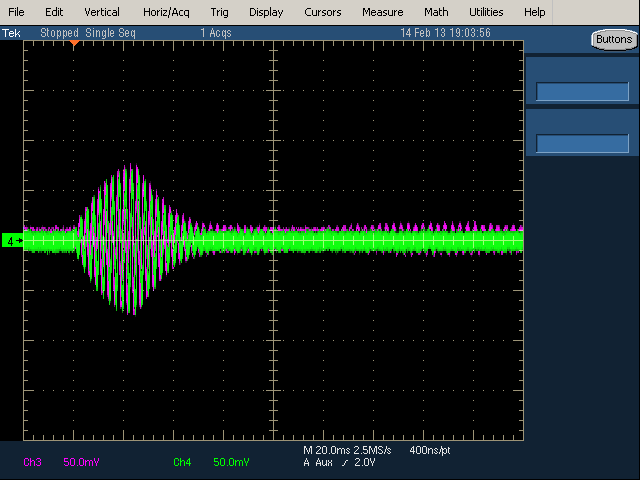 File Edit Vertical Horiz/Acq Trig Display Cursors Measure Math Utilities Help
Tek Stopped Single Seq 1 Acqs 14 Feb 13 19:03:56 Buttons
4
M 20.0ms 2.5MS/s 400ns/pt
Ch3 50.0mV Ch4 50.0mV A Aux / 2.0V